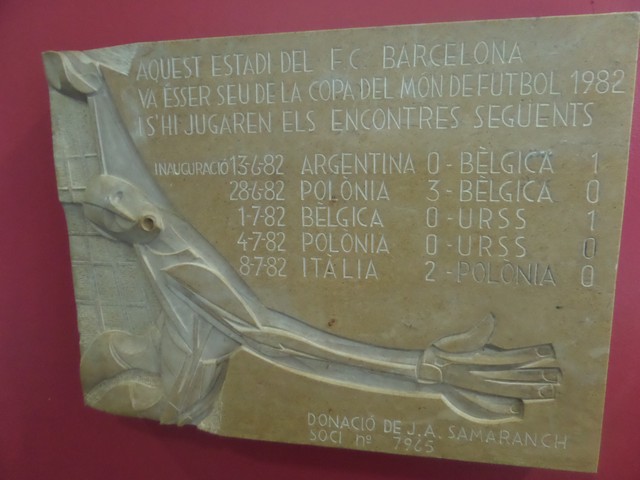 AQUEST ESTADI DEL F.C. BARCELONA
VA ÉSSER SEU DE LA COPA DEL MÓN DE FUTBOL 1982
I S'HI JUGAREN ELS ENCONTRES SEGÜENTS
INAUGURACIÓ 13-6-82 ARGENTINA 0 - BÈLGICA 1
28-6-82 POLÒNIA 3 - BÈLGICA 0
1-7-82 BÈLGICA 0 - URSS 1
4-7-82 POLÒNIA 0 - URSS 0
8-7-82 ITÀLIA 2 - POLÒNIA 0
DONACIÓ DE J.A. SAMARANCH
SOCI nº 7965